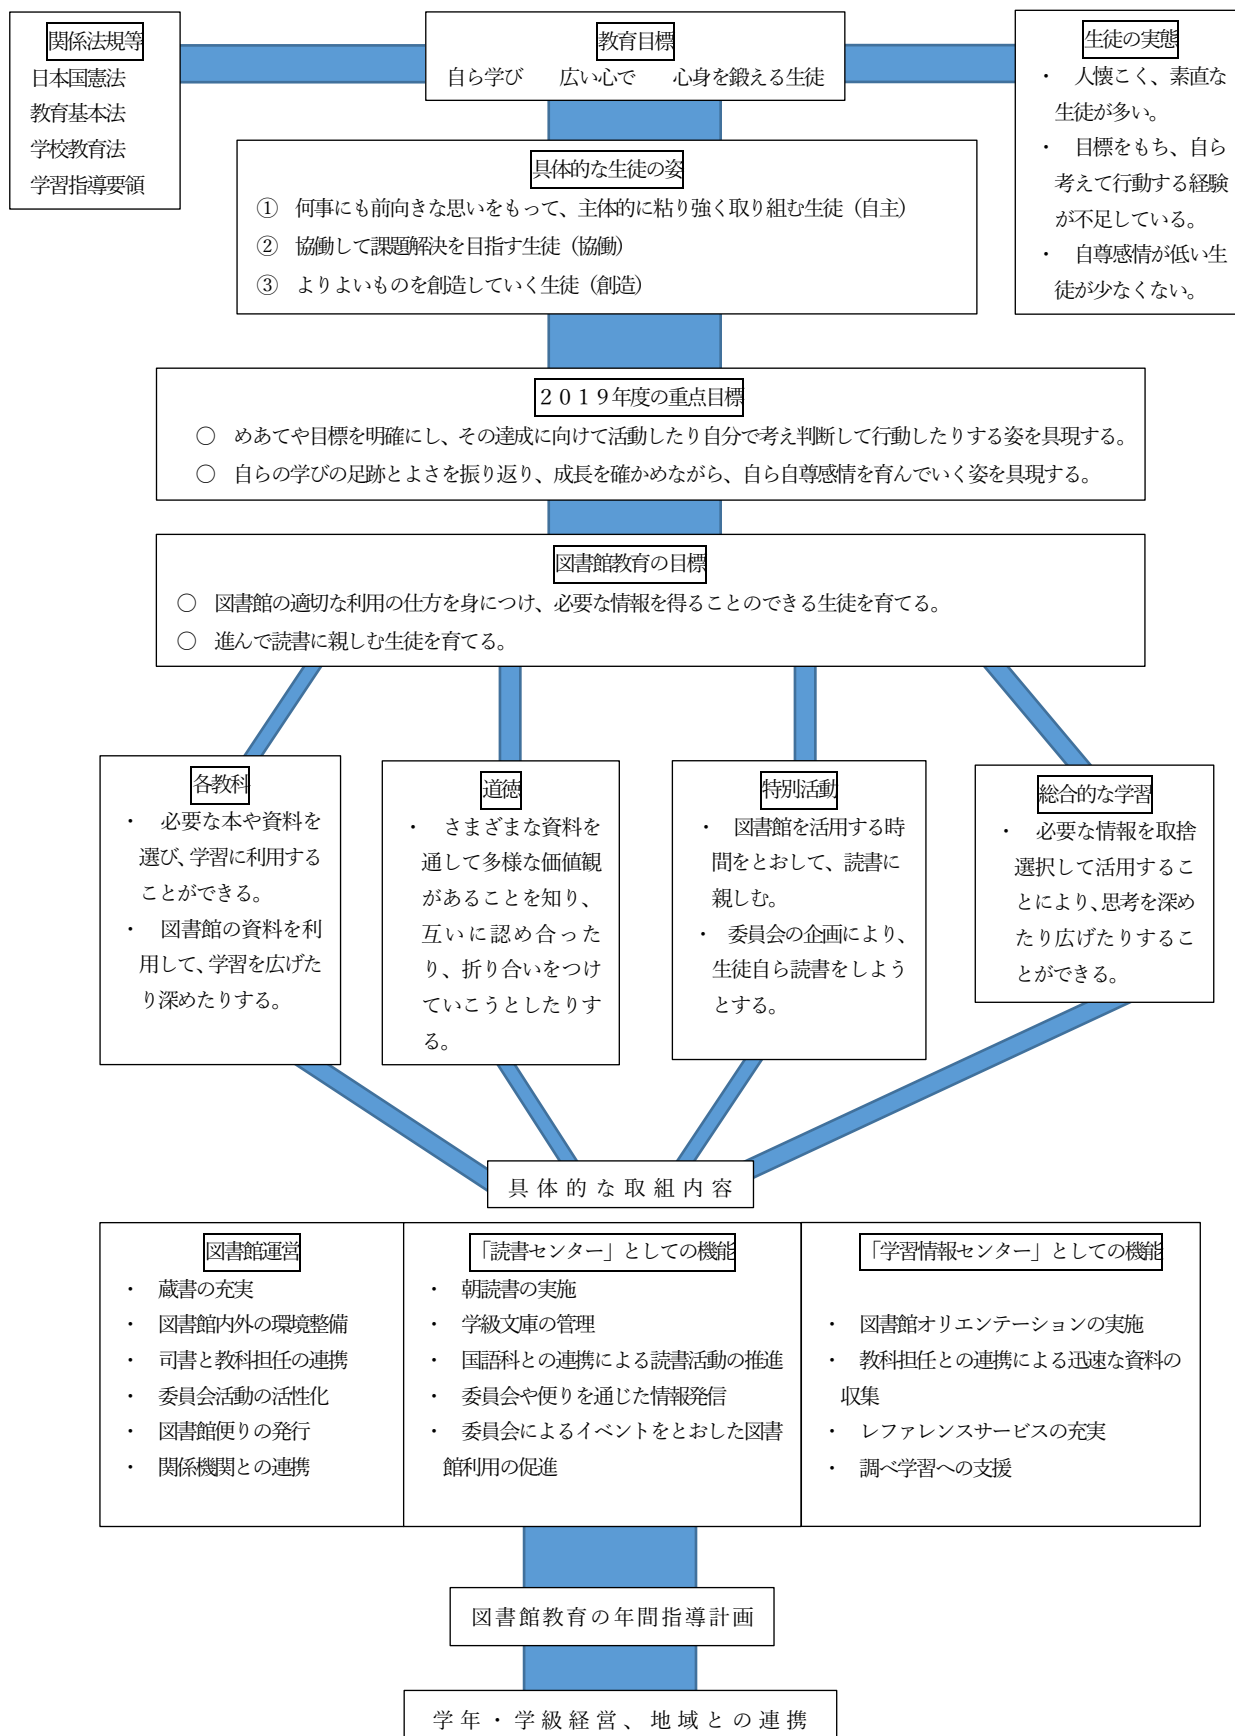 関係法規等
日本国憲法
教育基本法
学校教育法
学習指導要領
教育目標
自ら学び　広い心で　心身を鍛える生徒
生徒の実態
・　人懐こく、素直な
生徒が多い。
・　目標をもち、自ら
考えて行動する経験
が不足している。
・　自尊感情が低い生
徒が少なくない。
具体的な生徒の姿
①　何事にも前向きな思いをもって、主体的に粘り強く取り組む生徒（自主）
②　協働して課題解決を目指す生徒（協働）
③　よりよいものを創造していく生徒（創造）
２０１９年度の重点目標
○　めあてや目標を明確にし、その達成に向けて活動したり自分で考え判断して行動したりする姿を具現する。
○　自らの学びの足跡とよさを振り返り、成長を確かめながら、自ら自尊感情を育んでいく姿を具現する。
図書館教育の目標
○　図書館の適切な利用の仕方を身につけ、必要な情報を得ることのできる生徒を育てる。
○　進んで読書に親しむ生徒を育てる。
各教科
・　必要な本や資料を
選び、学習に利用する
ことができる。
・　図書館の資料を利
用して、学習を広げた
り深めたりする。
道徳
・　さまざまな資料を
通して多様な価値観
があることを知り、
互いに認め合った
り、折り合いをつけ
ていこうとしたりす
る。
特別活動
・　図書館を活用する時
間をとおして、読書に
親しむ。
・　委員会の企画により、
生徒自ら読書をしよう
とする。
総合的な学習
・　必要な情報を取捨
選択して活用するこ
とにより、思考を深め
たり広げたりするこ
とができる。
具体的な取組内容
図書館運営
・　蔵書の充実
・　図書館内外の環境整備
・　司書と教科担任の連携
・　委員会活動の活性化
・　図書館便りの発行
・　関係機関との連携
「読書センター」としての機能
・　朝読書の実施
・　学級文庫の管理
・　国語科との連携による読書活動の推進
・　委員会や便りを通じた情報発信
・　委員会によるイベントをとおした図書
館利用の促進
「学習情報センター」としての機能
・　図書館オリエンテーションの実施
・　教科担任との連携による迅速な資料の
収集
・　レファレンスサービスの充実
・　調べ学習への支援
図書館教育の年間指導計画
学年・学級経営、地域との連携